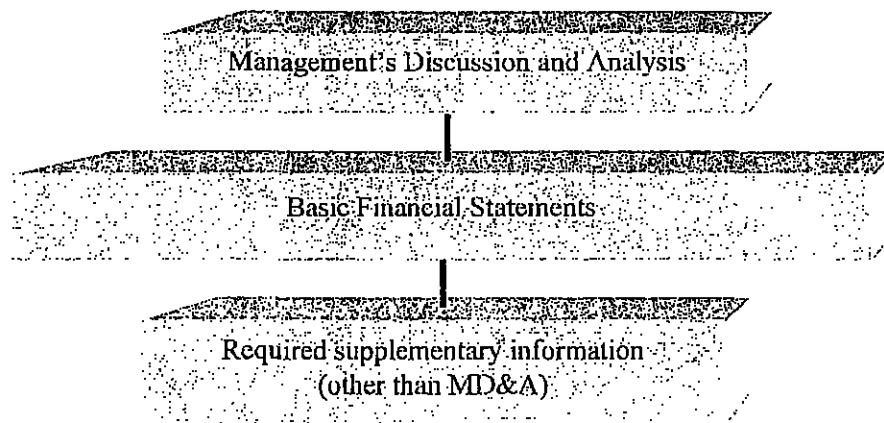 Management's Discussion and Analysis
Basic Financial Statements
Required supplementary information
(other than MD&A)